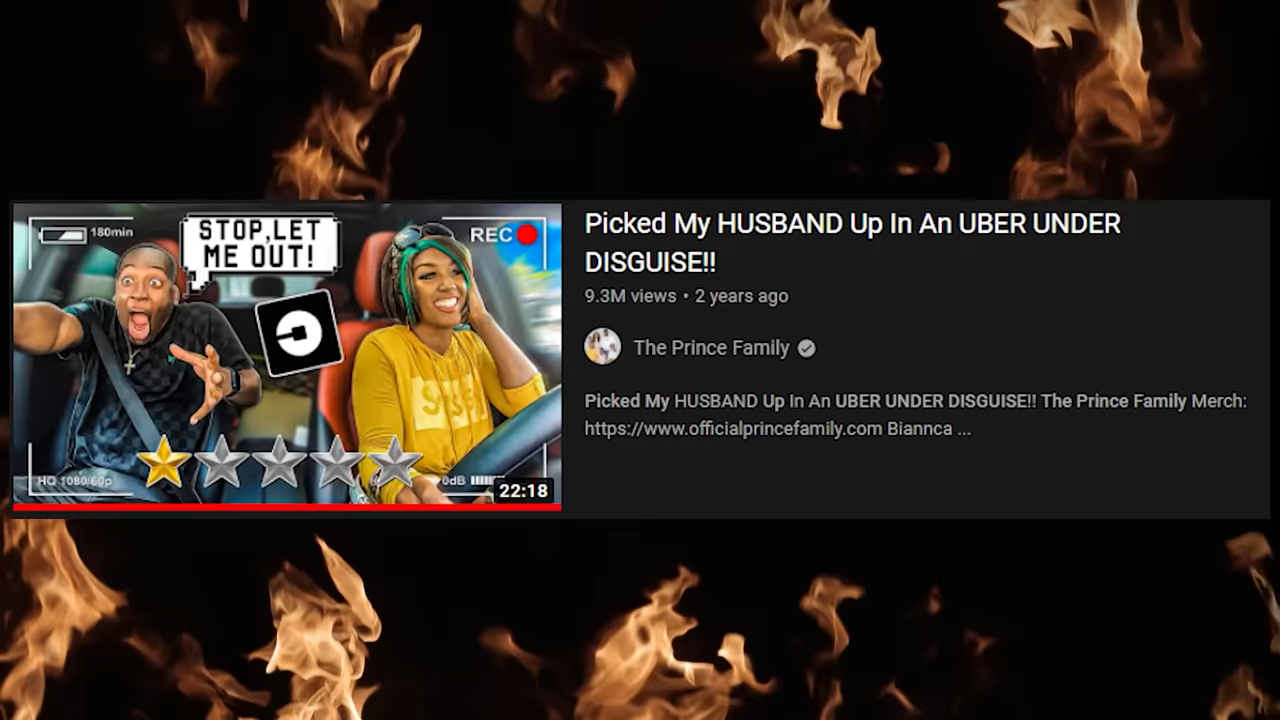 180min
STOP,LET
ME OUT!
REC
HQ 1080/60p
0dB
22:18
Picked My HUSBAND Up In An UBER UNDER
DISGUISE!!
9.3M views • 2 years ago
The Prince Family
Picked My HUSBAND Up In An UBER UNDER DISGUISE!! The Prince Family Merch:
https://www.officialprincefamily.com Biannca ...